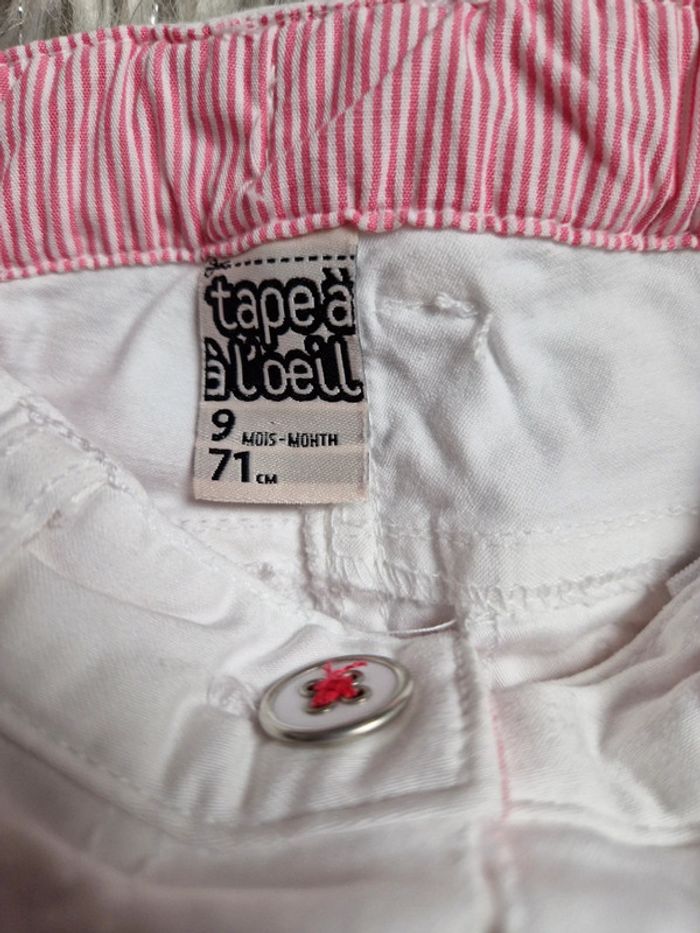 tape à
à l'oeil
9 MOIS-MONTH
71 CM